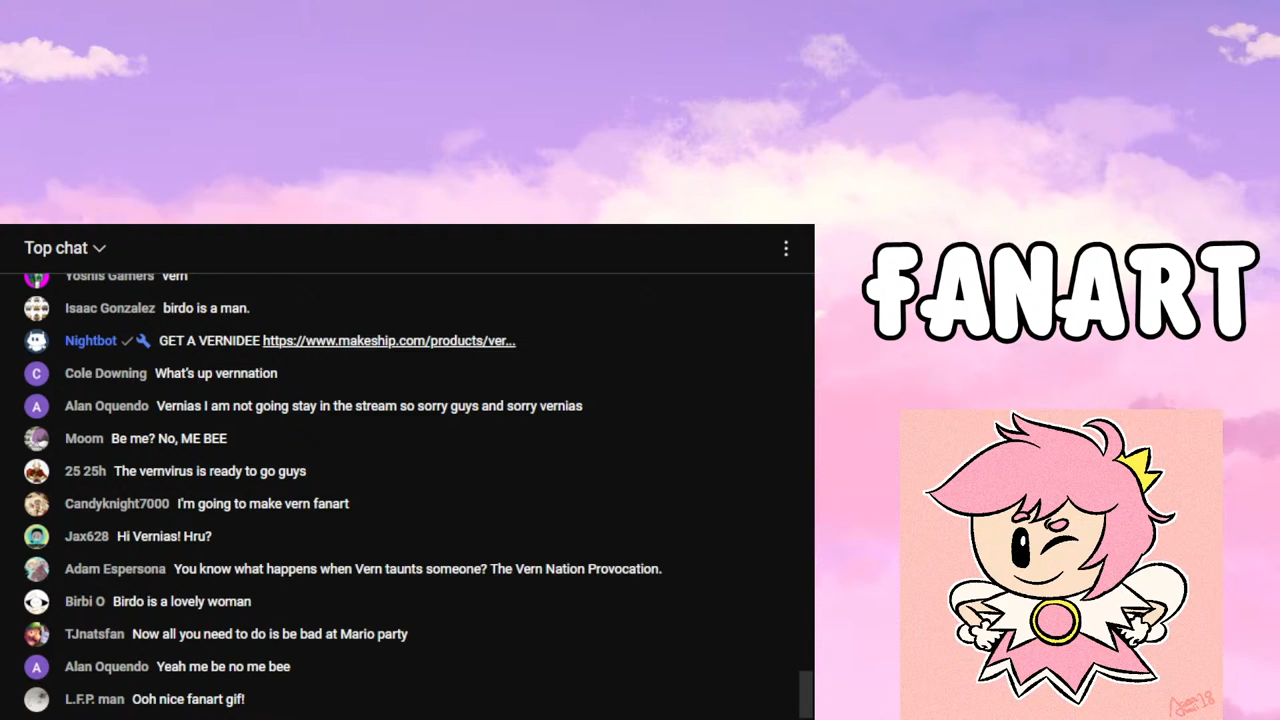 Top chat
Yoshis Gamers vern
Isaac Gonzalez birdo is a man.
Nightbot GET A VERNIDEE https://www.makeship.com/products/ver...
C Cole Downing What's up vernnation
A Alan Oquendo Vernias I am not going stay in the stream so sorry guys and sorry vernias
Moom Be me? No, ME BEE
25 25h The vernvirus is ready to go guys
Candyknight7000 I'm going to make vern fanart
Jax628 Hi Vernias! Hru?
Adam Espersona You know what happens when Vern taunts someone? The Vern Nation Provocation.
Birbi O Birdo is a lovely woman
TJnatsfan Now all you need to do is be bad at Mario party
A Alan Oquendo Yeah me be no me bee
L.F.P. man Ooh nice fanart gif!
FANART